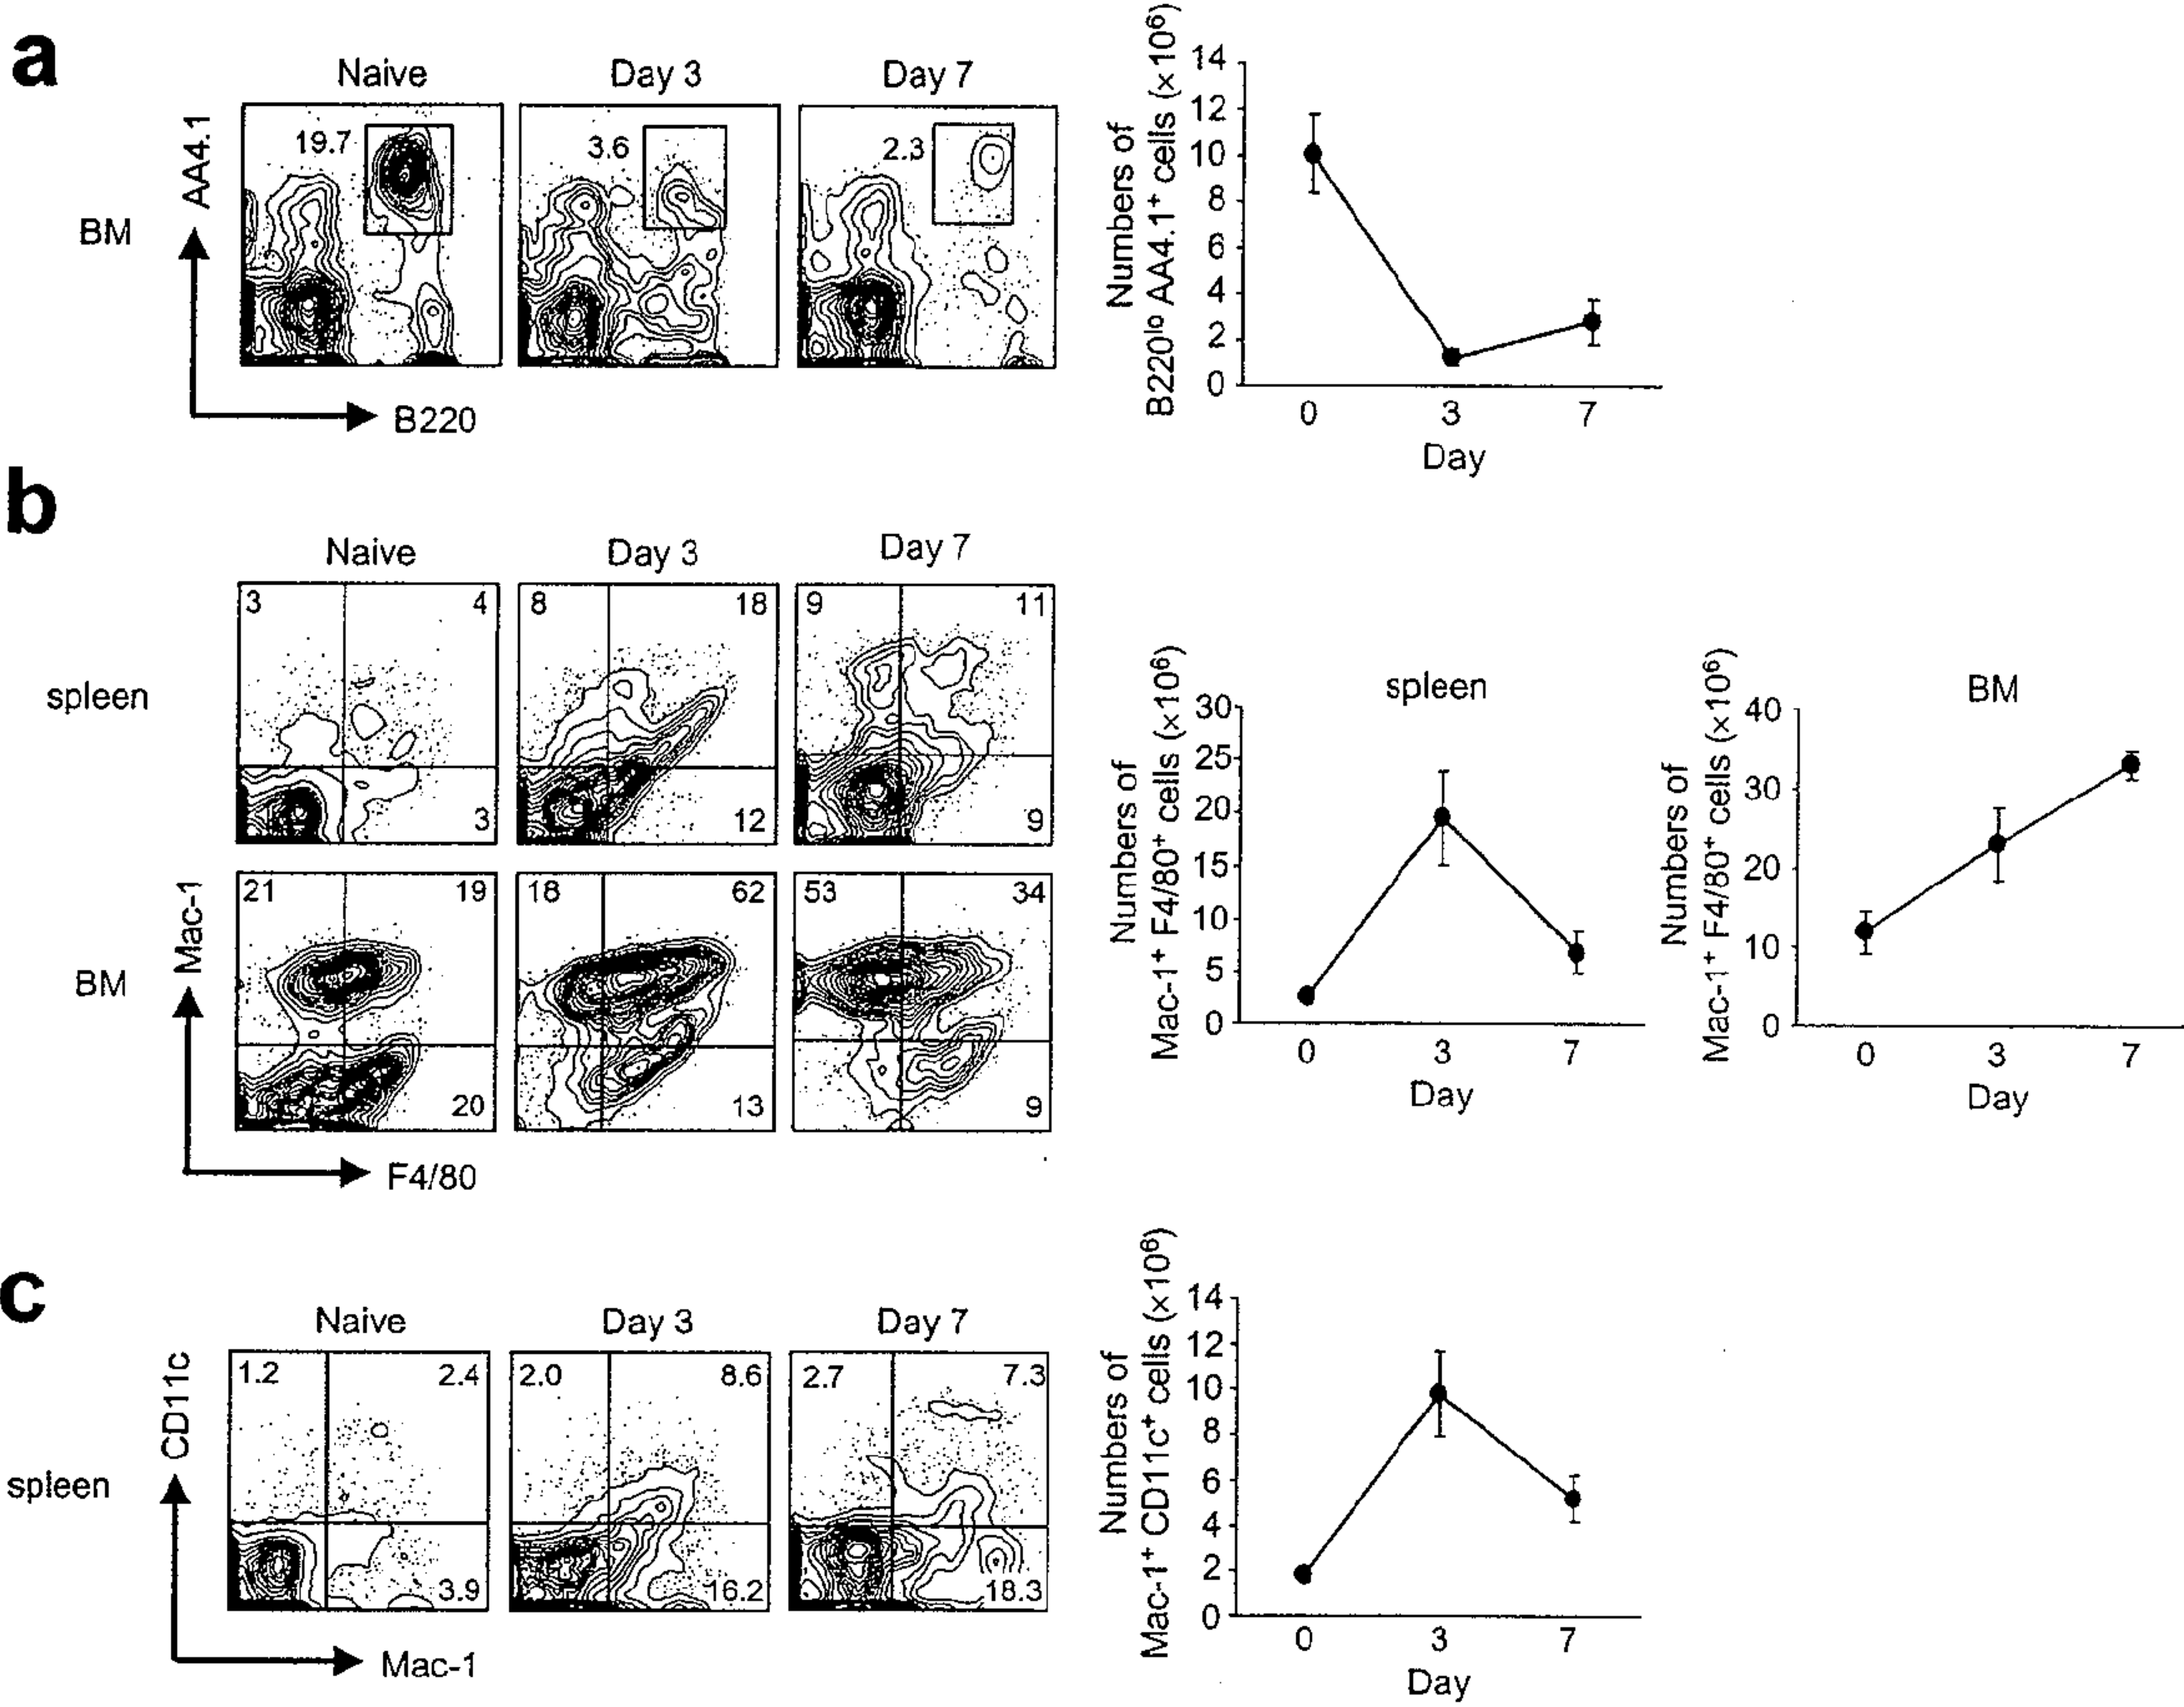 a
Naive Day 3 Day 7
BM
AA4.1
19.7 3.6 2.3
B220
Numbers of
B220lo AA4.1+ cells (×10⁶)
14
12
10
8
6
4
2
0
0 3 7
Day
b
Naive Day 3 Day 7
spleen
3 4 8 18 9 11
3 12 9
BM
Mac-1
21 19 18 62 53 34
20 13 9
F4/80
spleen
Numbers of
Mac-1⁺ F4/80⁺ cells (×10⁶)
30
25
20
15
10
5
0
0 3 7
Day
BM
Numbers of
Mac-1⁺ F4/80⁺ cells (×10⁶)
40
30
20
10
0
0 3 7
Day
c
Naive Day 3 Day 7
spleen
CD11c
1.2 2.4 2.0 8.6 2.7 7.3
3.9 16.2 18.3
Mac-1
Numbers of
Mac-1⁺ CD11c⁺ cells (×10⁶)
14
12
10
8
6
4
2
0
0 3 7
Day